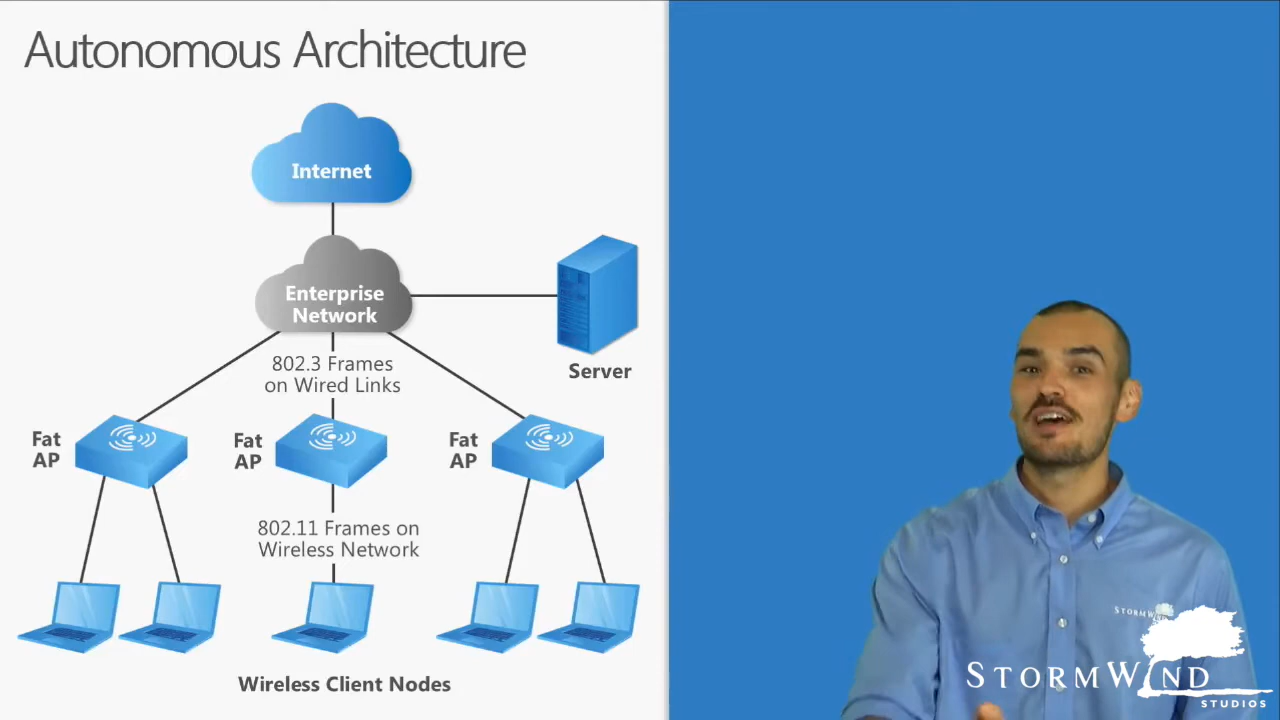 Autonomous Architecture
Internet
Enterprise
Network
802.3 Frames
on Wired Links
Server
Fat
AP
Fat
AP
Fat
AP
802.11 Frames on
Wireless Network
Wireless Client Nodes
STORMWIND
STORMWIND
STUDIOS